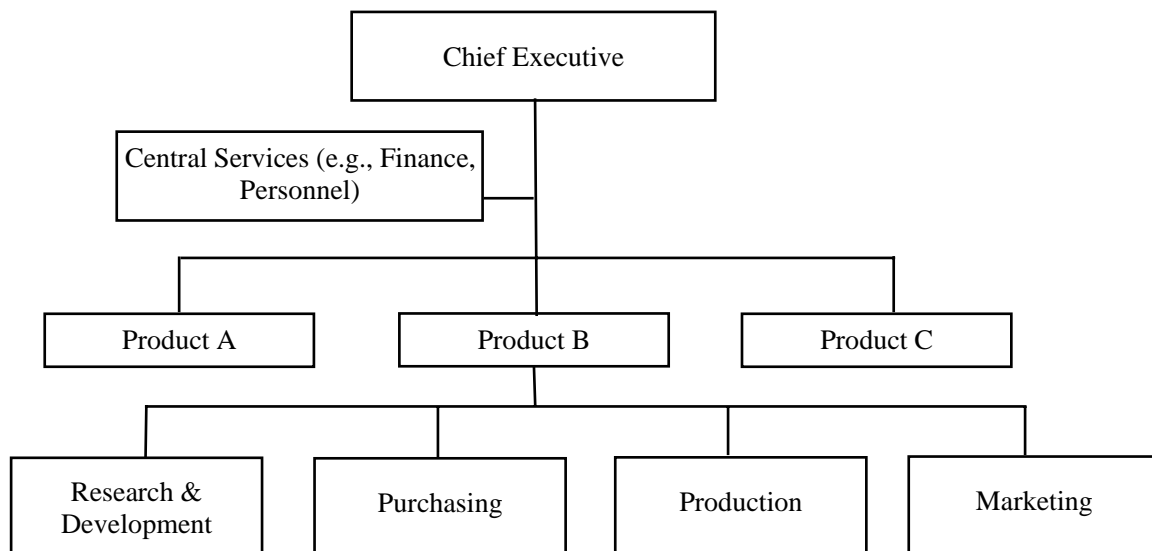 Chief Executive
Central Services (e.g., Finance,
Personnel)
Product A
Product B
Product C
Research &
Development
Purchasing
Production
Marketing